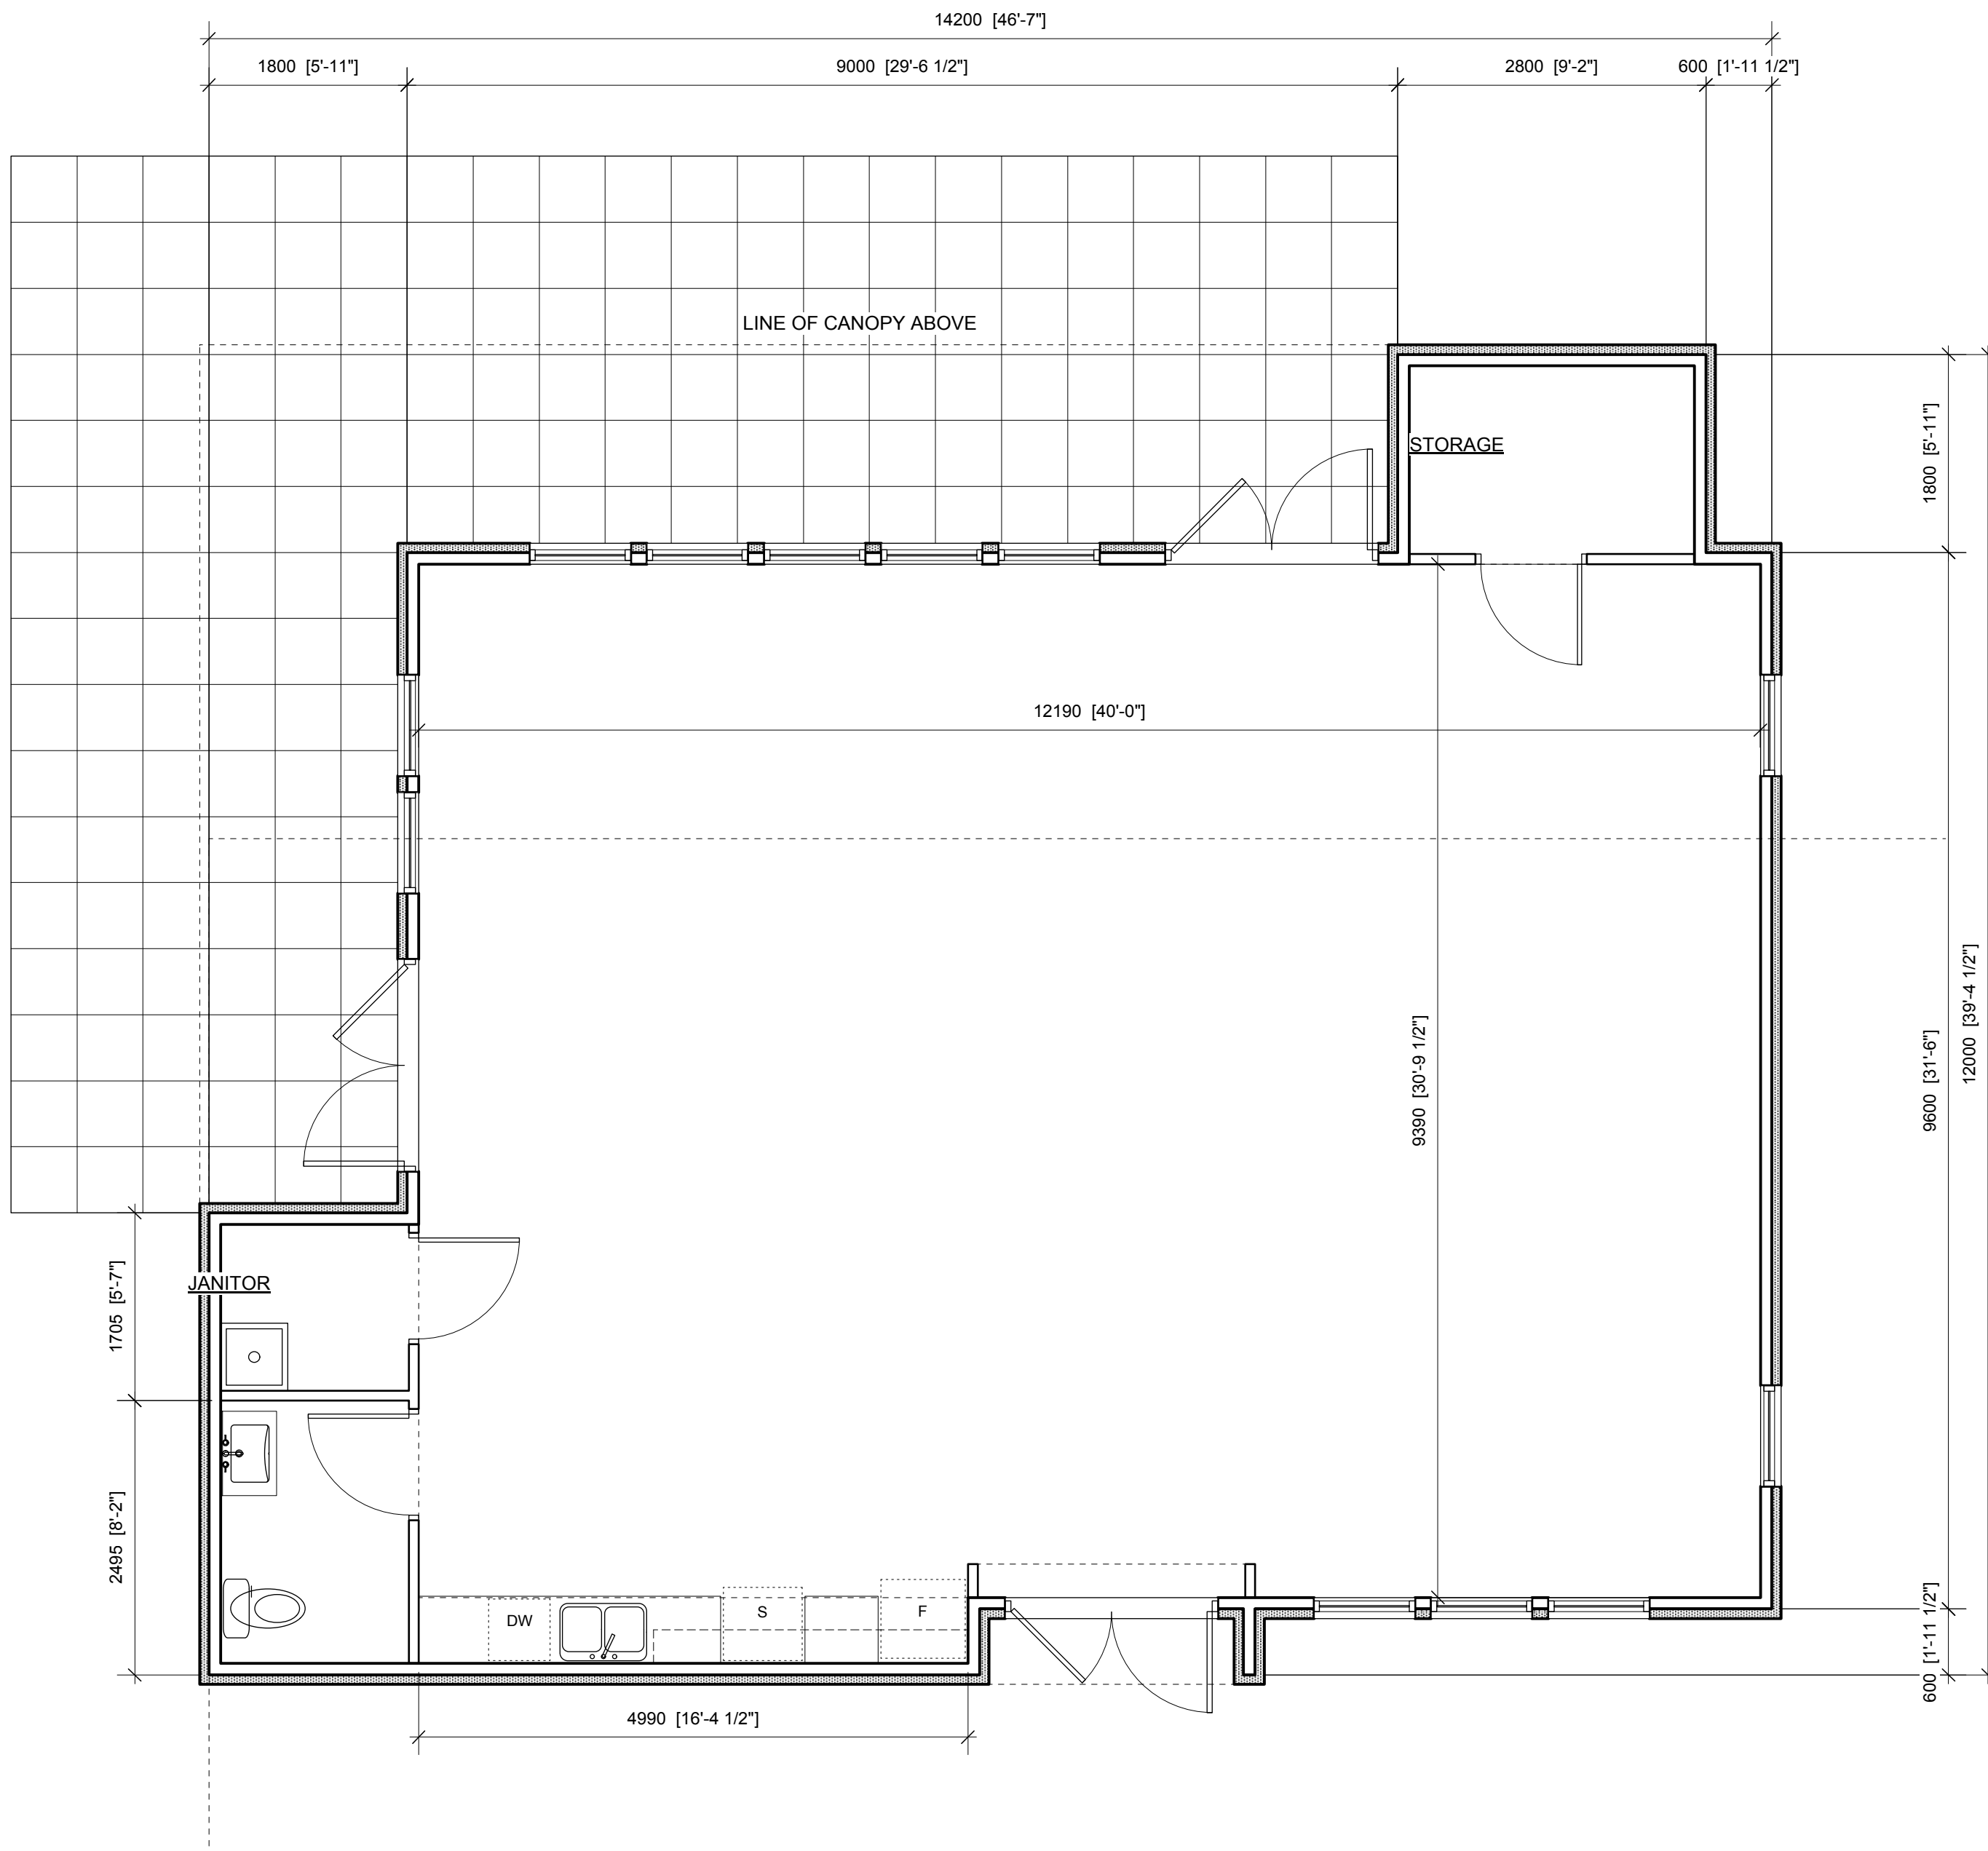 14200 [46'-7"]
1800 [5'-11"]
9000 [29'-6 1/2"]
2800 [9'-2"]
600 [1'-11 1/2"]
LINE OF CANOPY ABOVE
STORAGE
1800 [5'-11"]
12190 [40'-0"]
9390 [30'-9 1/2"]
9600 [31'-6"]
12000 [39'-4 1/2"]
JANITOR
1705 [5'-7"]
2495 [8'-2"]
DW
S
F
600 [1'-11 1/2"]
4990 [16'-4 1/2"]